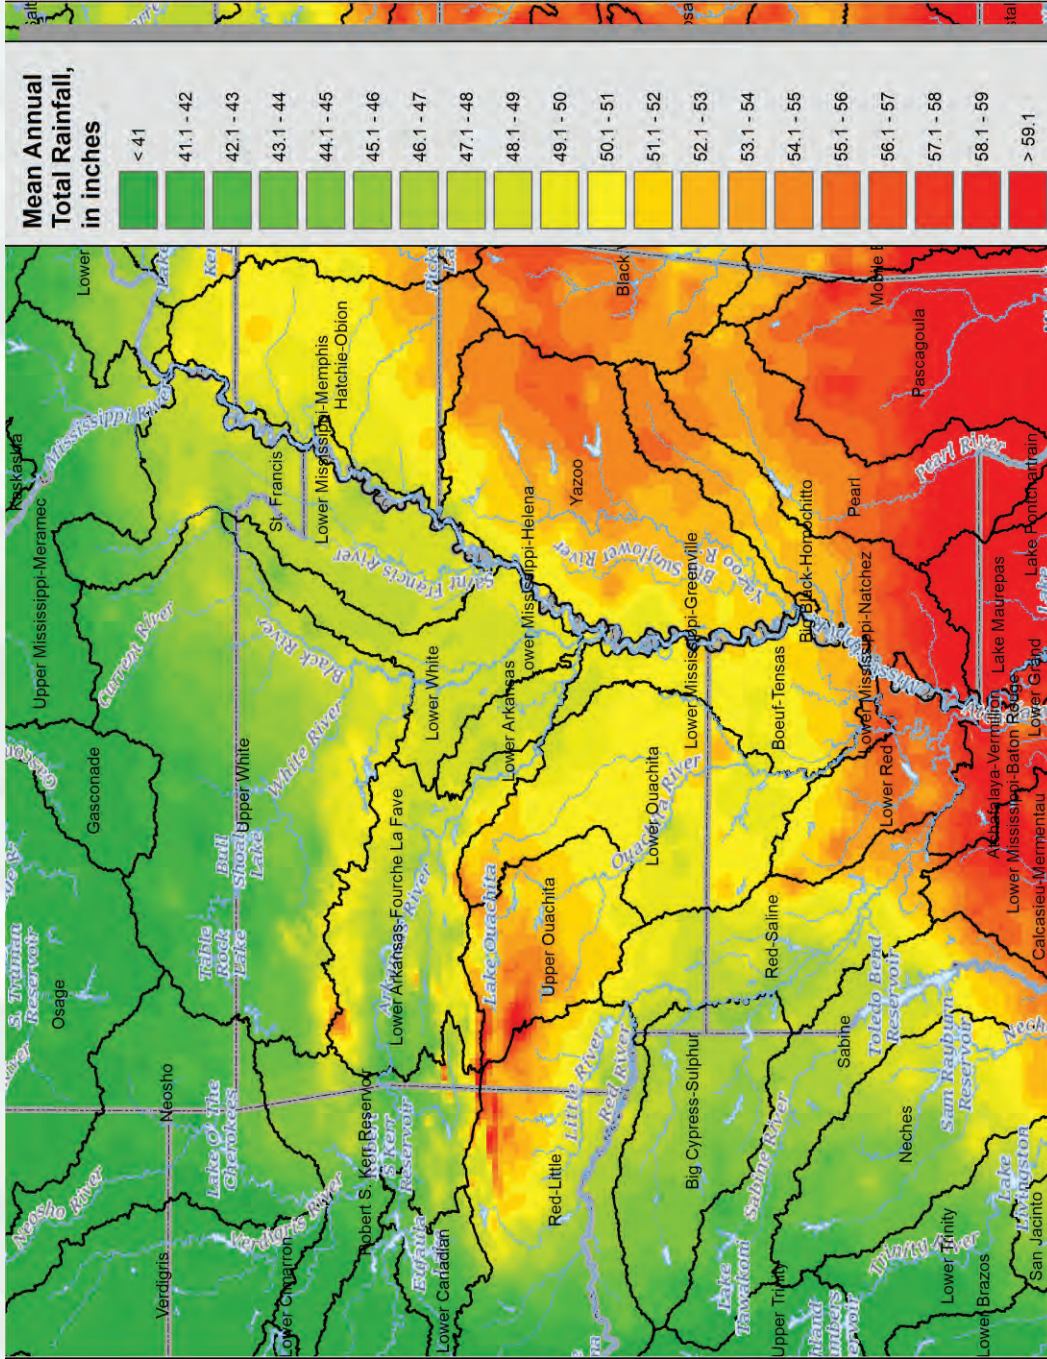 Mean Annual
Total Rainfall,
in inches
< 41
41.1 - 42
42.1 - 43
43.1 - 44
44.1 - 45
45.1 - 46
46.1 - 47
47.1 - 48
48.1 - 49
49.1 - 50
50.1 - 51
51.1 - 52
52.1 - 53
53.1 - 54
54.1 - 55
55.1 - 56
56.1 - 57
57.1 - 58
58.1 - 59
> 59.1
Kaskaskia
Mississippi River
Upper Mississippi-Meramec
Lower
Lake
Gasconade
Current River
S. Truman
Reservoir
Osage
River
Neosho River
Neosho
Verdigris
Lake O' The
Cherokees
Verdigris River
Table
Rock
Lake
Bull
Shoal
Lake
Upper White
White River
Black River
St. Francis
Lower Mississippi-Memphis
Hatchie-Obion
Saint Francis River
Lower Cimarron
Robert S. Kerr Reservoir
S Kerr
Reservoir
Eufaula
Lower Canadian
Lower Arkansas-Fourche La Fave
River
Lower White
Lower Arkansas
Lower Mississippi-Helena
Lake Ouachita
Upper Ouachita
Red-Little
Little River
Red River
Yazoo
Big Sunflower River
Yazoo R.
Black
Ouachita River
Lower Ouachita
Lower Mississippi-Greenville
Big Cypress-Sulphur
Sabine River
Lake
Tawakoni
Upper Trinity
Red-Saline
Boeuf-Tensas
Big Black-Homochitto
Pearl
Mobile
Pascagoula
Sabine
Toledo Bend
Reservoir
Lower Red
Lower Mississippi-Natchez
Neches
Sam Rayburn
Reservoir
Trinity River
Lower Trinity
Lower Brazos
Lake
Livingston
San Jacinto
Pearl River
Atchafalaya-Vermillion
Lower Mississippi-Baton Rouge
Calcasieu-Mermentau
Lake Maurepas
Lower Grand
Lake Pontchartrain
Lake